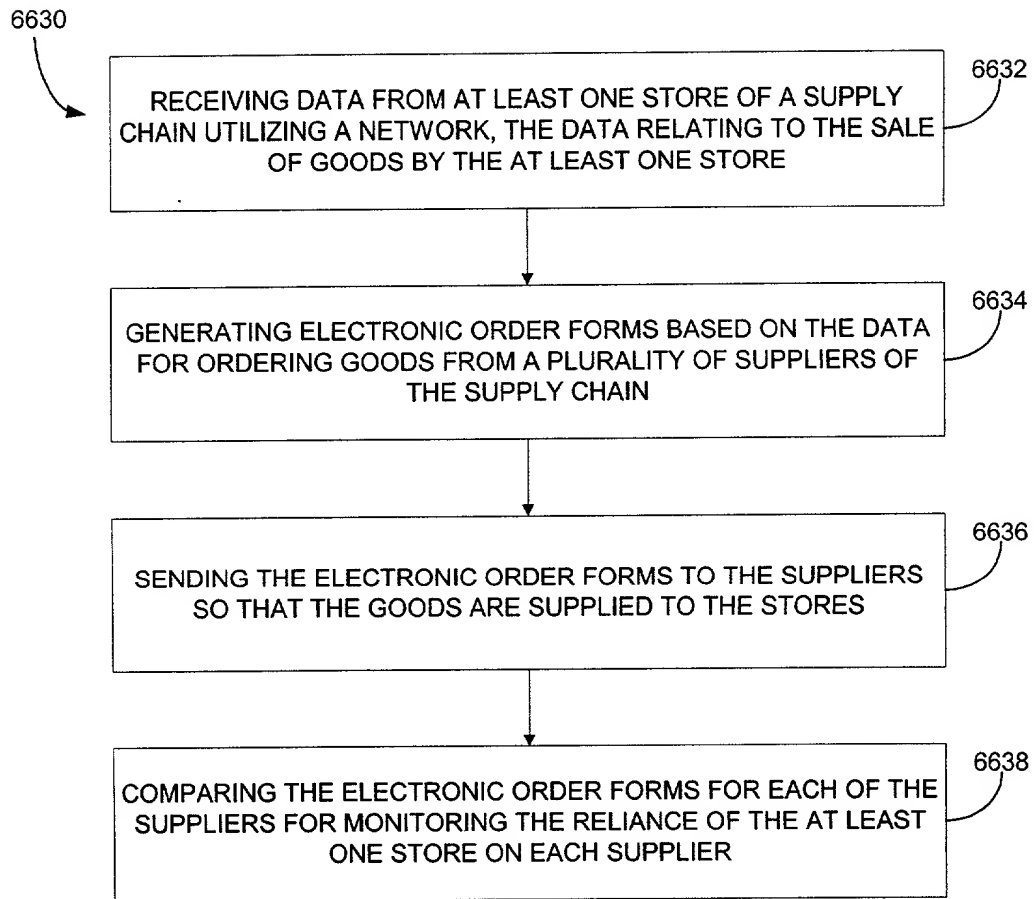 6630
6632
RECEIVING DATA FROM AT LEAST ONE STORE OF A SUPPLY
CHAIN UTILIZING A NETWORK, THE DATA RELATING TO THE SALE
OF GOODS BY THE AT LEAST ONE STORE
6634
GENERATING ELECTRONIC ORDER FORMS BASED ON THE DATA
FOR ORDERING GOODS FROM A PLURALITY OF SUPPLIERS OF
THE SUPPLY CHAIN
6636
SENDING THE ELECTRONIC ORDER FORMS TO THE SUPPLIERS
SO THAT THE GOODS ARE SUPPLIED TO THE STORES
6638
COMPARING THE ELECTRONIC ORDER FORMS FOR EACH OF THE
SUPPLIERS FOR MONITORING THE RELIANCE OF THE AT LEAST
ONE STORE ON EACH SUPPLIER